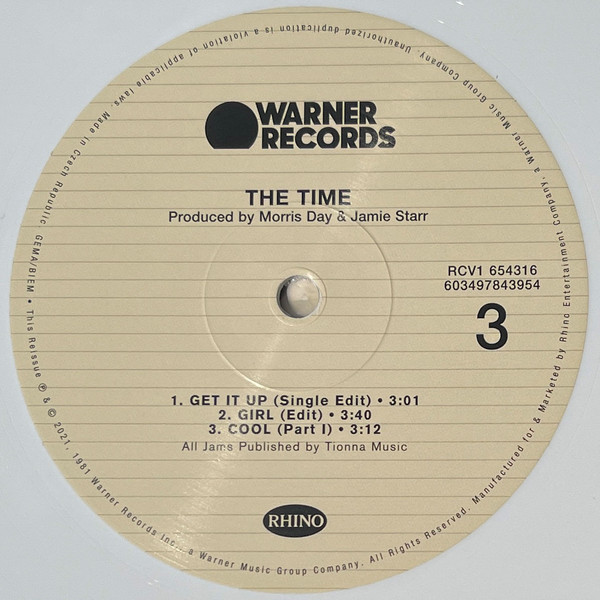 WARNER
RECORDS
THE TIME
Produced by Morris Day & Jamie Starr
RCV1 654316
603497843954
3
1. GET IT UP (Single Edit) • 3:01
2. GIRL (Edit) • 3:40
3. COOL (Part I) • 3:12
All Jams Published by Tionna Music
RHINO
GEMA/BIEM • This Reissue ℗ & © 2021, 1981 Warner Records Inc., a Warner Music Group Company. All Rights Reserved. Manufactured for & Marketed by Rhino Entertainment Company, a Warner Music Group Company. Unauthorized duplication is a violation of applicable laws. Made in Czech Republic.